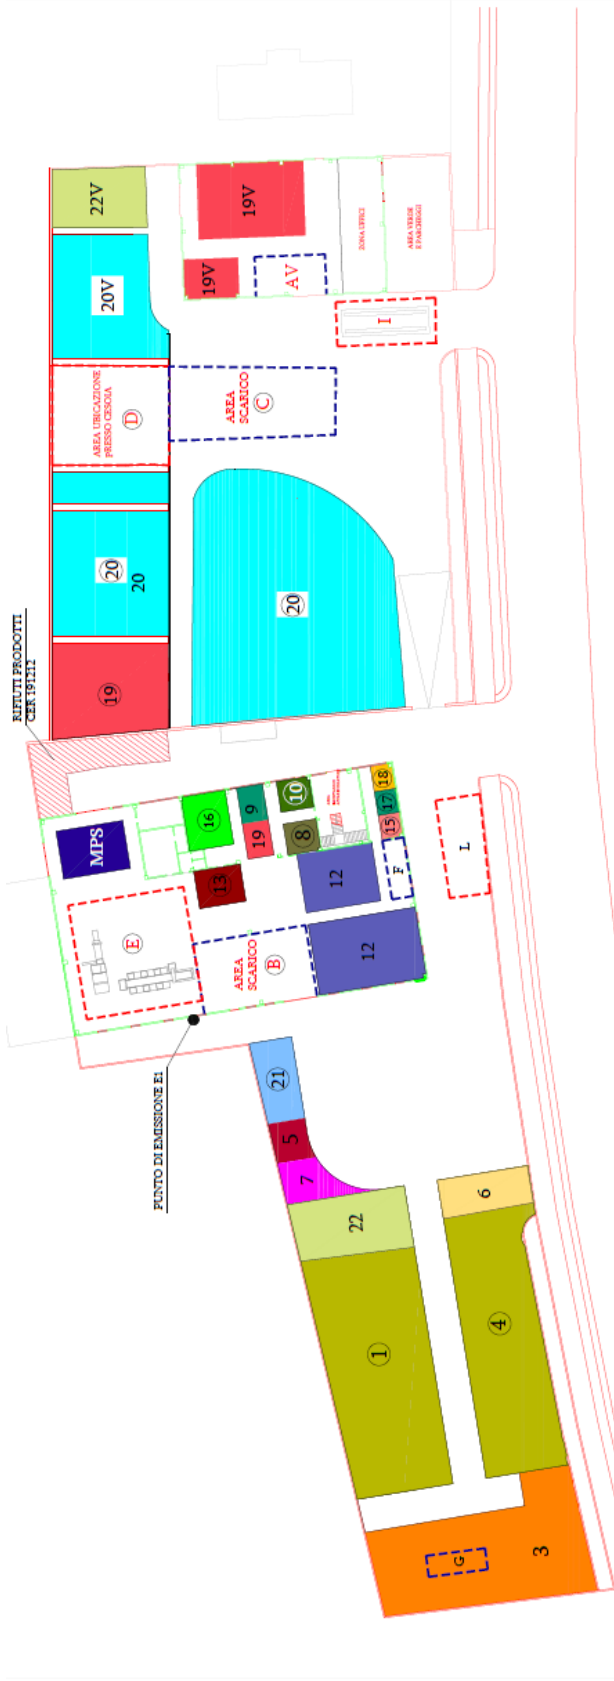 22V
19V
20V
19V
AV
ZONA UFFICI
AREA VERDE
E PARCHEGGI
I
AREA UBICAZIONE
PRESSO CESOIA
D
AREA
SCARICO
C
20
20
20
19
RIFIUTI PRODOTTI
CER 191212
MPS
16
9
19
10
8
18
17
15
13
12
F
L
E
AREA
SCARICO
B
12
PUNTO DI EMISSIONE E1
21
5
7
22
6
1
4
3
G